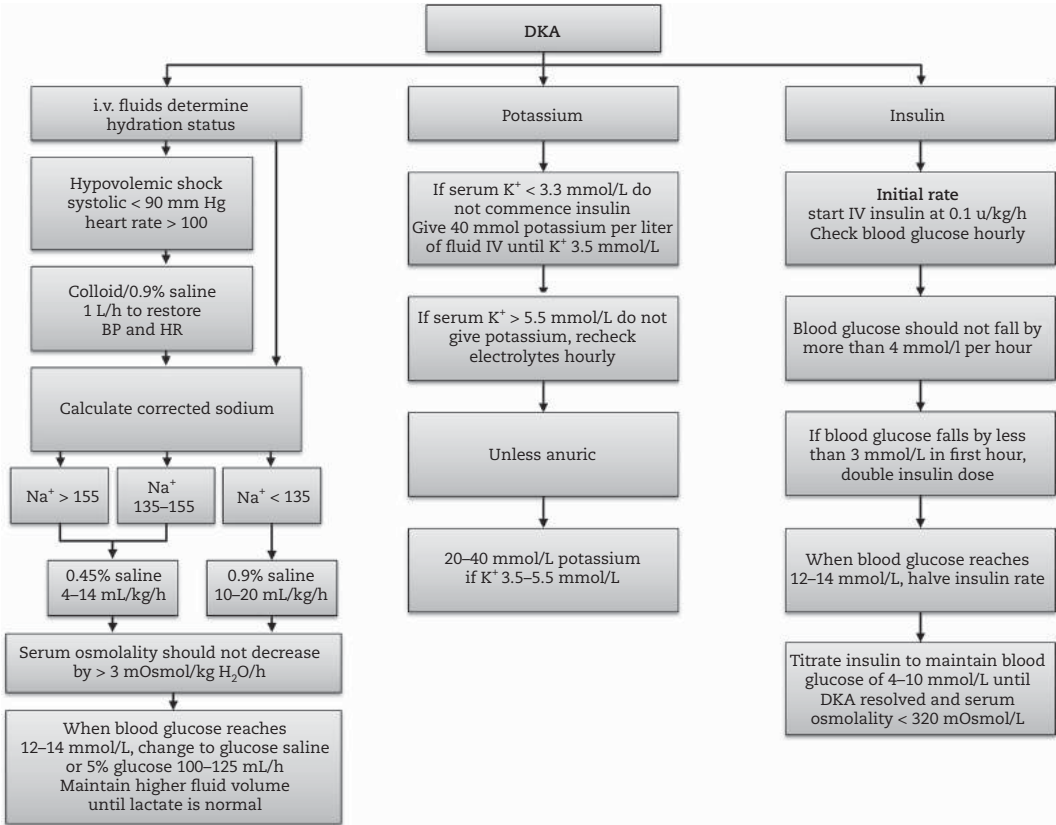 DKA
i.v. fluids determine
hydration status
Hypovolemic shock
systolic < 90 mm Hg
heart rate > 100
Colloid/0.9% saline
1 L/h to restore
BP and HR
Calculate corrected sodium
Na⁺ > 155
Na⁺
135–155
Na⁺ < 135
0.45% saline
4–14 mL/kg/h
0.9% saline
10–20 mL/kg/h
Serum osmolality should not decrease
by > 3 mOsmol/kg H₂O/h
When blood glucose reaches
12–14 mmol/L, change to glucose saline
or 5% glucose 100–125 mL/h
Maintain higher fluid volume
until lactate is normal
Potassium
If serum K⁺ < 3.3 mmol/L do
not commence insulin
Give 40 mmol potassium per liter
of fluid IV until K⁺ 3.5 mmol/L
If serum K⁺ > 5.5 mmol/L do not
give potassium, recheck
electrolytes hourly
Unless anuric
20–40 mmol/L potassium
if K⁺ 3.5–5.5 mmol/L
Insulin
Initial rate
start IV insulin at 0.1 u/kg/h
Check blood glucose hourly
Blood glucose should not fall by
more than 4 mmol/l per hour
If blood glucose falls by less
than 3 mmol/L in first hour,
double insulin dose
When blood glucose reaches
12–14 mmol/L, halve insulin rate
Titrate insulin to maintain blood
glucose of 4–10 mmol/L until
DKA resolved and serum
osmolality < 320 mOsmol/L